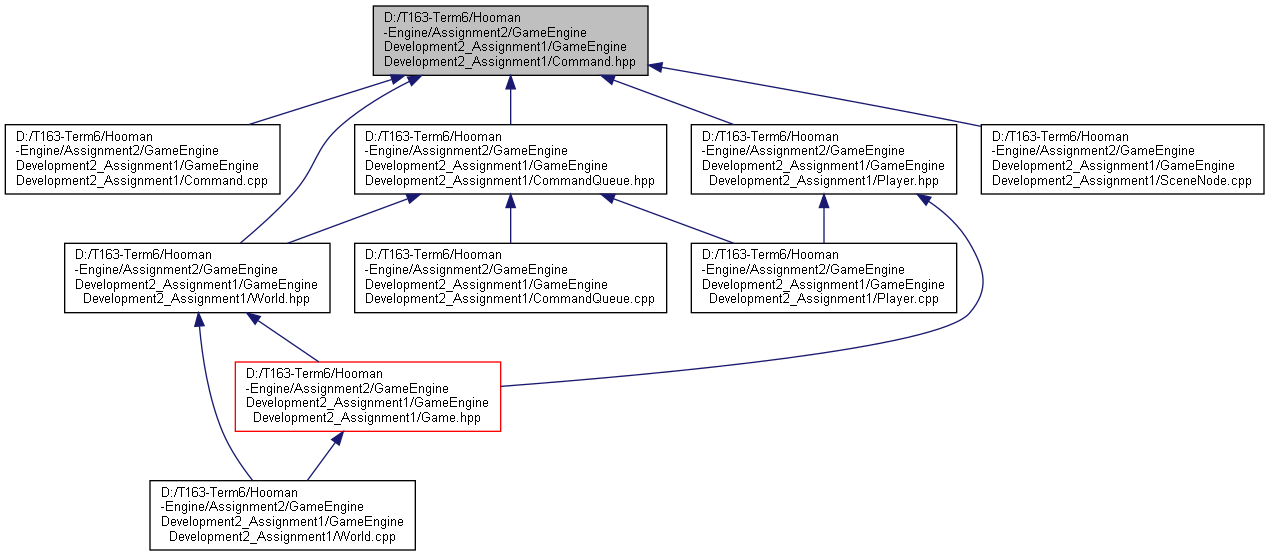 D:/T163-Term6/Hooman
-Engine/Assignment2/GameEngine
Development2_Assignment1/GameEngine
Development2_Assignment1/Command.hpp
D:/T163-Term6/Hooman
-Engine/Assignment2/GameEngine
Development2_Assignment1/GameEngine
Development2_Assignment1/Command.cpp
D:/T163-Term6/Hooman
-Engine/Assignment2/GameEngine
Development2_Assignment1/GameEngine
Development2_Assignment1/CommandQueue.hpp
D:/T163-Term6/Hooman
-Engine/Assignment2/GameEngine
Development2_Assignment1/GameEngine
Development2_Assignment1/Player.hpp
D:/T163-Term6/Hooman
-Engine/Assignment2/GameEngine
Development2_Assignment1/GameEngine
Development2_Assignment1/SceneNode.cpp
D:/T163-Term6/Hooman
-Engine/Assignment2/GameEngine
Development2_Assignment1/GameEngine
Development2_Assignment1/World.hpp
D:/T163-Term6/Hooman
-Engine/Assignment2/GameEngine
Development2_Assignment1/GameEngine
Development2_Assignment1/CommandQueue.cpp
D:/T163-Term6/Hooman
-Engine/Assignment2/GameEngine
Development2_Assignment1/GameEngine
Development2_Assignment1/Player.cpp
D:/T163-Term6/Hooman
-Engine/Assignment2/GameEngine
Development2_Assignment1/GameEngine
Development2_Assignment1/Game.hpp
D:/T163-Term6/Hooman
-Engine/Assignment2/GameEngine
Development2_Assignment1/GameEngine
Development2_Assignment1/World.cpp